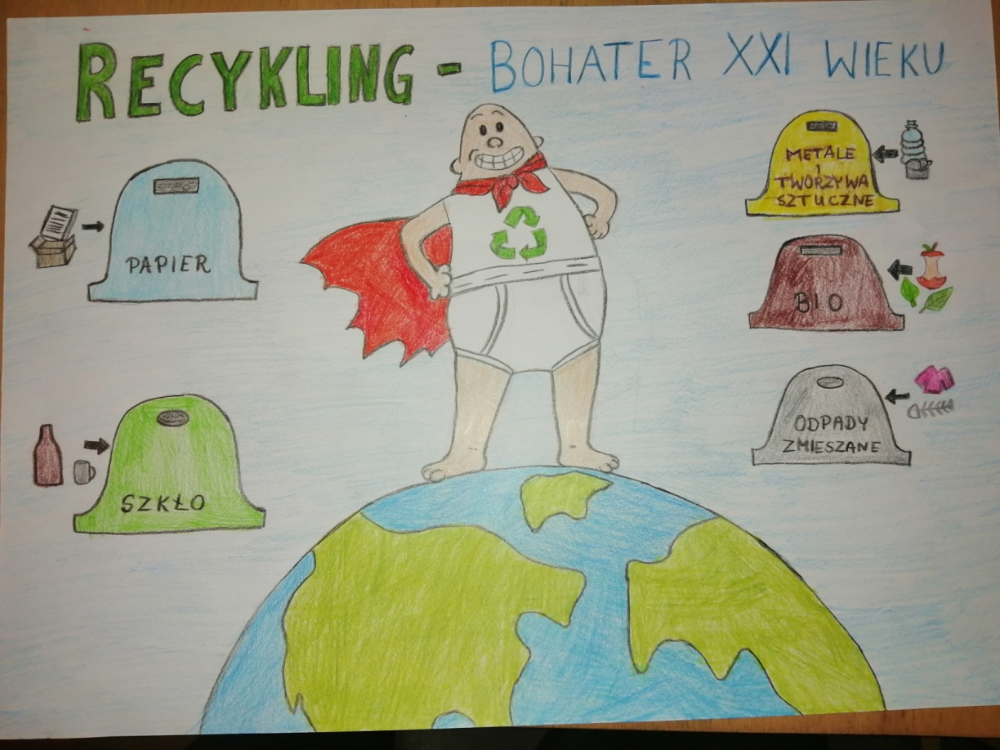 RECYKLING - BOHATER XXI WIEKU
PAPIER
SZKŁO
METALE
I
TWORZYWA
SZTUCZNE
BIO
ODPADY
ZMIESZANE